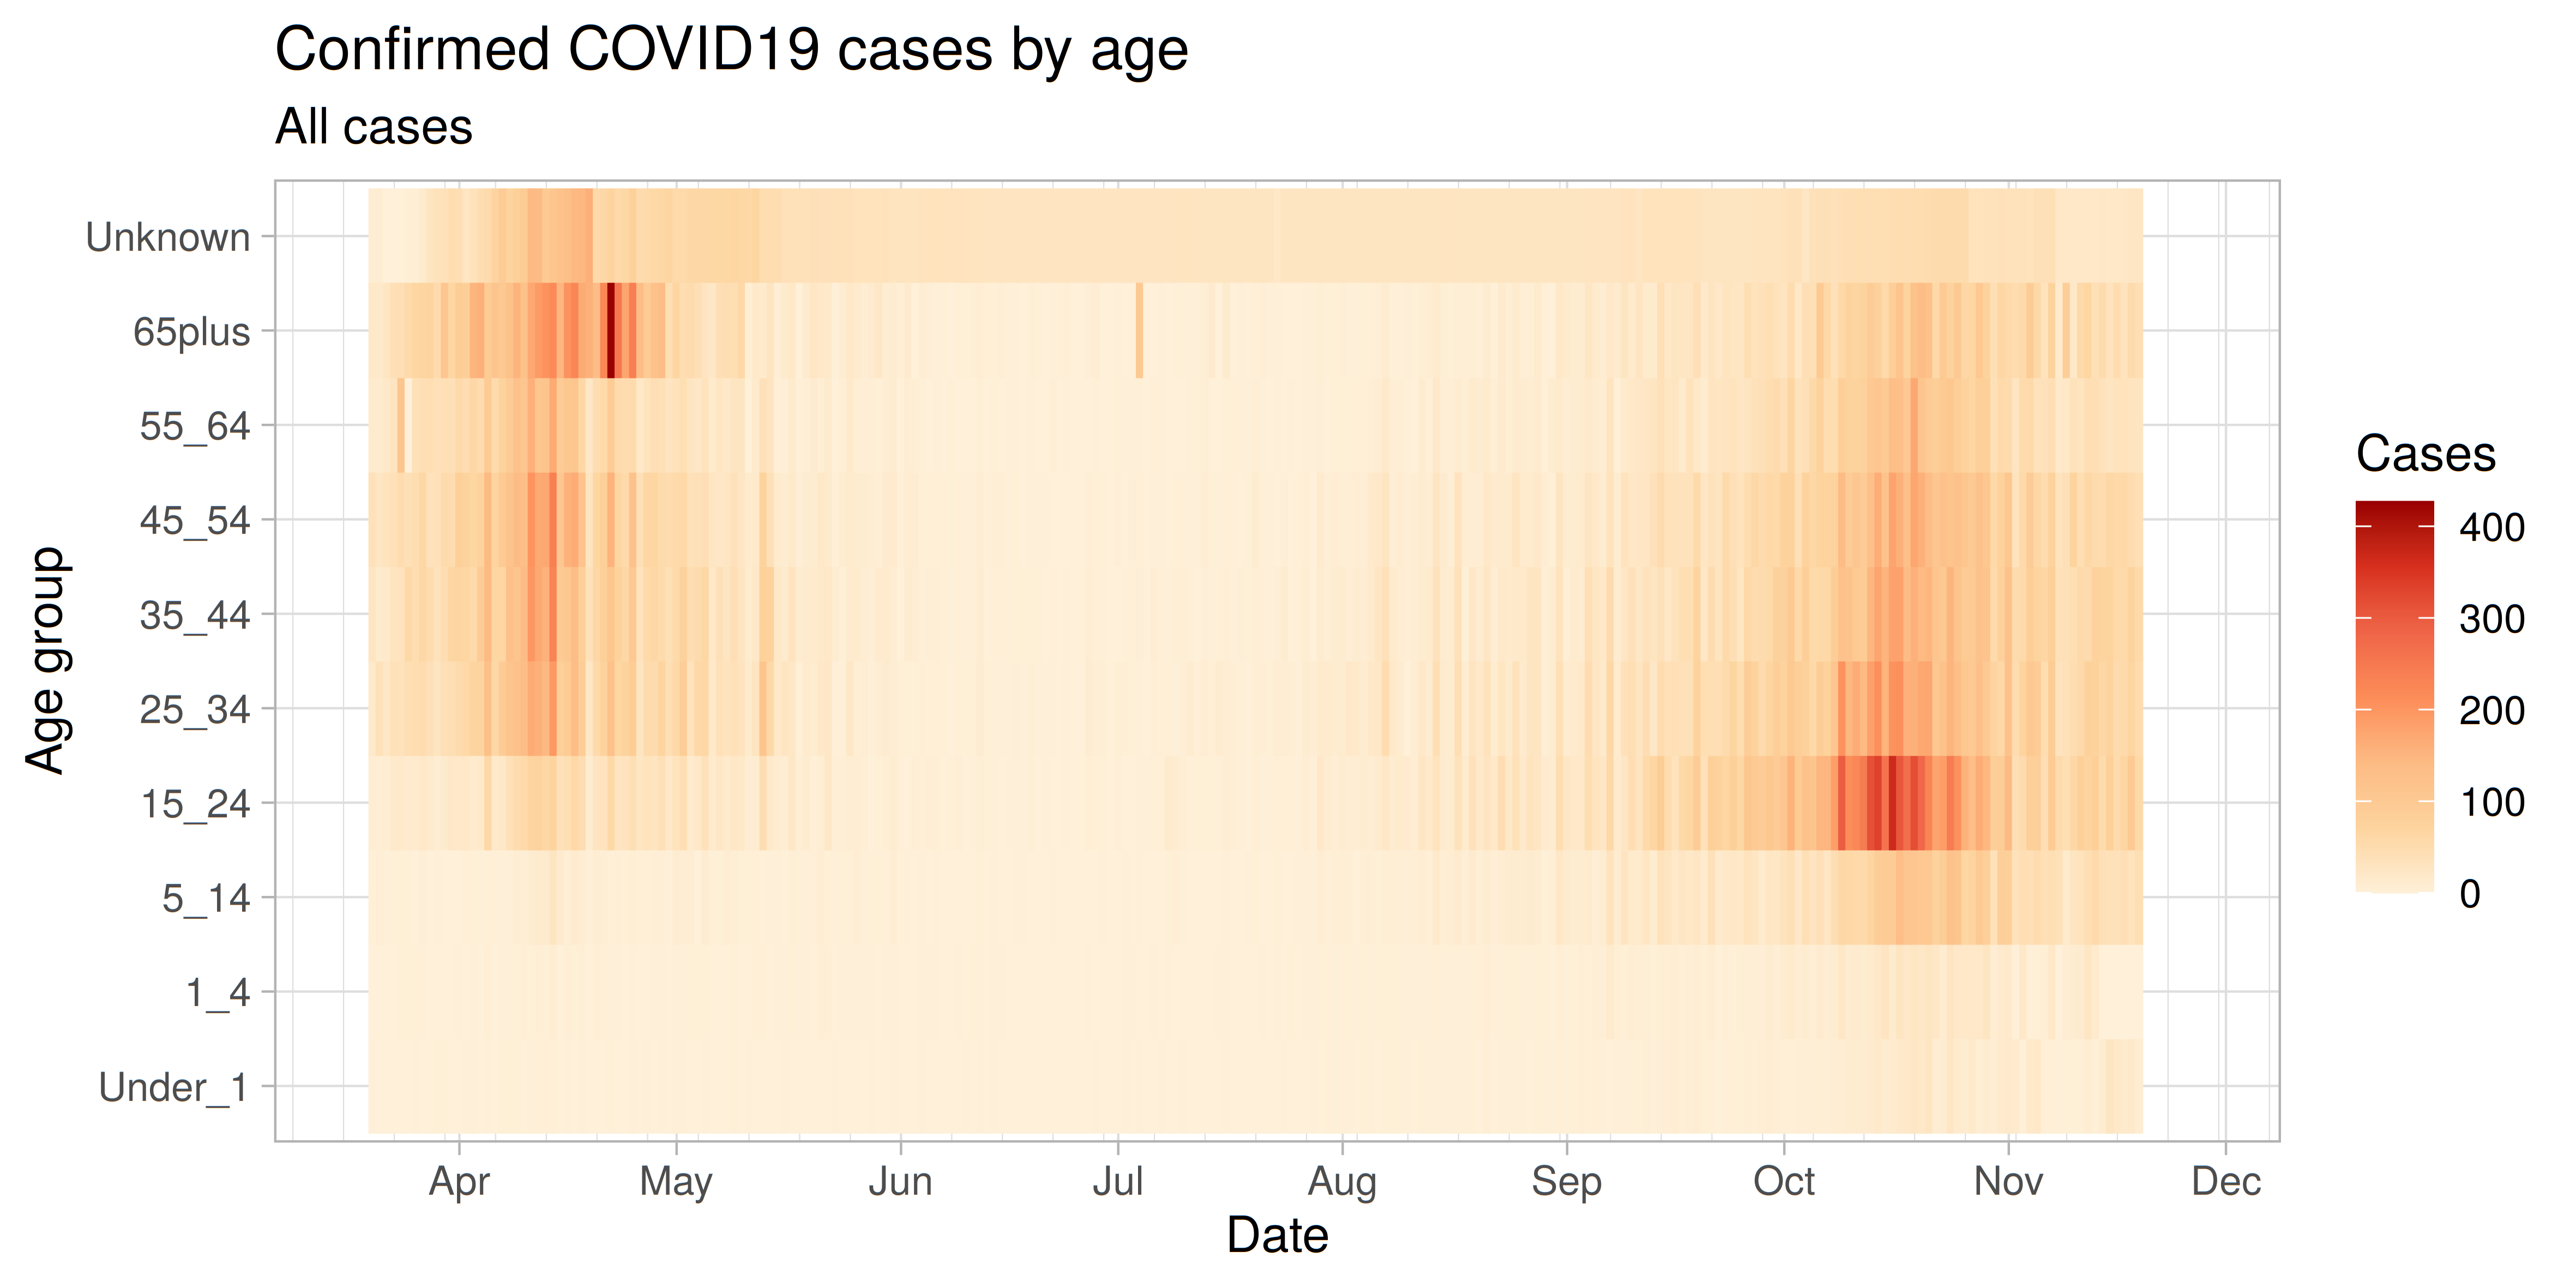 Confirmed COVID19 cases by age
All cases
Age group
Unknown
65plus
55_64
45_54
35_44
25_34
15_24
5_14
1_4
Under_1
Apr May Jun Jul Aug Sep Oct Nov Dec
Date
Cases
400
300
200
100
0